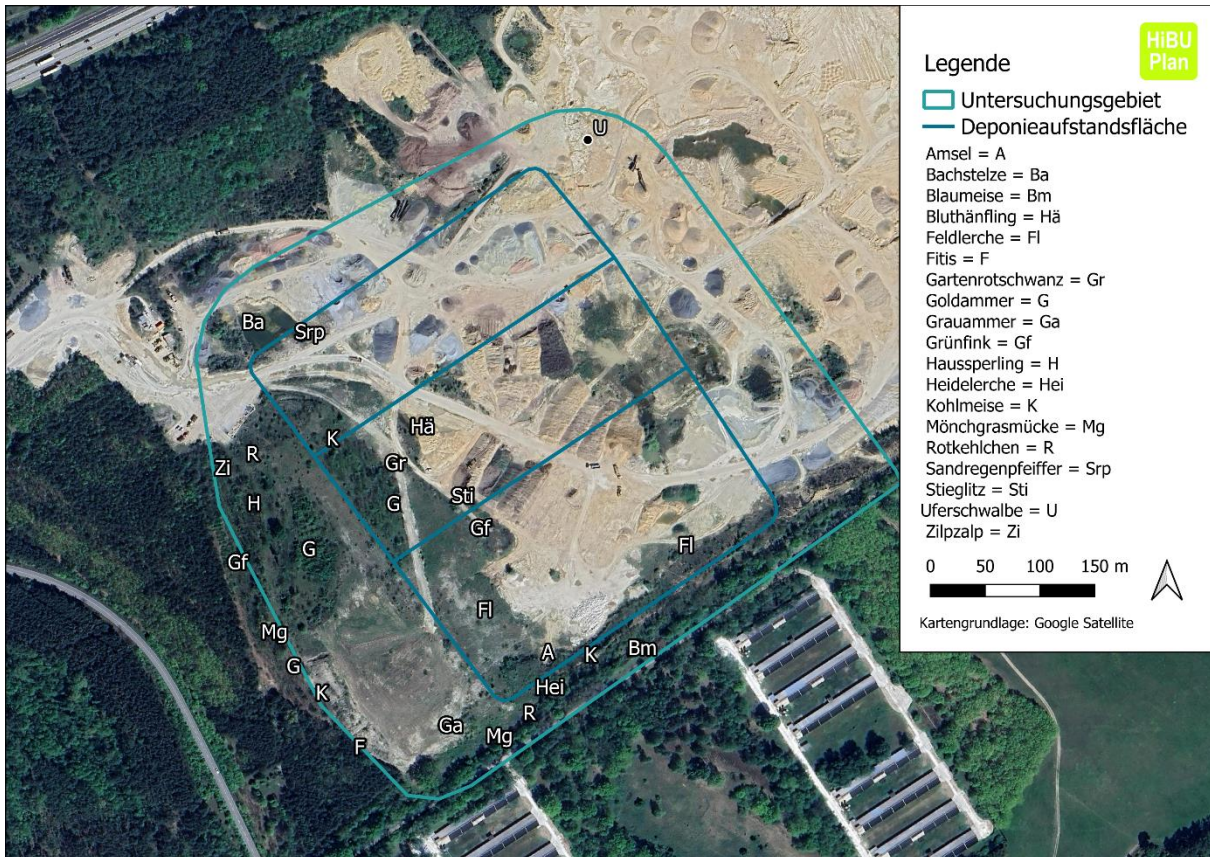 HiBU
Plan
Legende
Untersuchungsgebiet
Deponieaufstandsfläche
Amsel = A
Bachstelze = Ba
Blaumeise = Bm
Bluthänfling = Hä
Feldlerche = Fl
Fitis = F
Gartenrotschwanz = Gr
Goldammer = G
Grauammer = Ga
Grünfink = Gf
Haussperling = H
Heidelerche = Hei
Kohlmeise = K
Mönchgrasmücke = Mg
Rotkehlchen = R
Sandregenpfeiffer = Srp
Stieglitz = Sti
Uferschwalbe = U
Zilpzalp = Zi
0 50 100 150 m
Kartengrundlage: Google Satellite
U
Ba
Srp
Hä
K
R
Gr
Zi
Sti
H
G
Gf
Fl
G
Gf
Fl
Mg
Bm
A
K
G
Hei
K
R
Ga
Mg
F